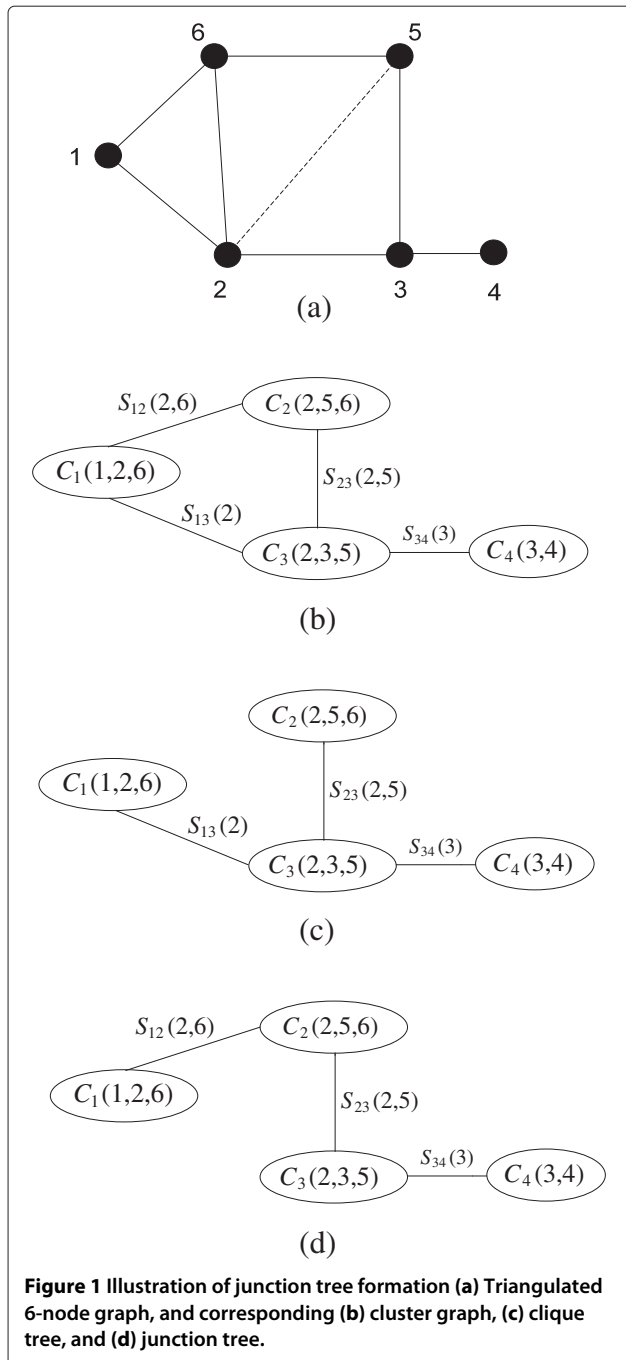 6
5
1
2
3
4
(a)
S₁₂(2,6)
C₂(2,5,6)
C₁(1,2,6)
S₂₃(2,5)
S₁₃(2)
S₃₄(3)
C₃(2,3,5)
C₄(3,4)
(b)
C₂(2,5,6)
C₁(1,2,6)
S₂₃(2,5)
S₁₃(2)
S₃₄(3)
C₃(2,3,5)
C₄(3,4)
(c)
S₁₂(2,6)
C₂(2,5,6)
C₁(1,2,6)
S₂₃(2,5)
S₃₄(3)
C₃(2,3,5)
C₄(3,4)
(d)
Figure 1 Illustration of junction tree formation (a) Triangulated
6-node graph, and corresponding (b) cluster graph, (c) clique
tree, and (d) junction tree.